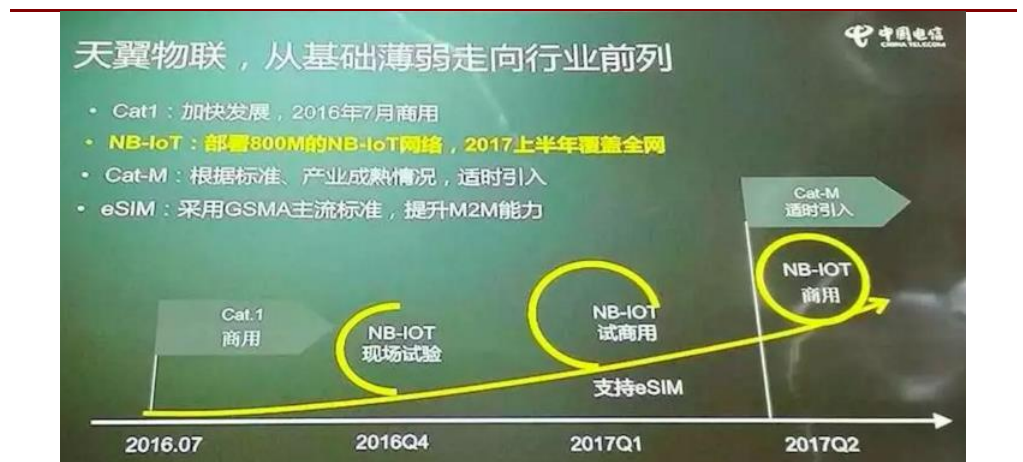 中国电信
CHINA TELECOM
天翼物联，从基础薄弱走向行业前列
• Cat1：加快发展，2016年7月商用
• NB-IoT：部署800M的NB-IoT网络，2017上半年覆盖全网
• Cat-M：根据标准、产业成熟情况，适时引入
• eSIM：采用GSMA主流标准，提升M2M能力
Cat-M
适时引入
NB-IOT
商用
Cat.1
商用
NB-IOT
现场试验
NB-IOT
试商用
支持eSIM
2016.07
2016Q4
2017Q1
2017Q2